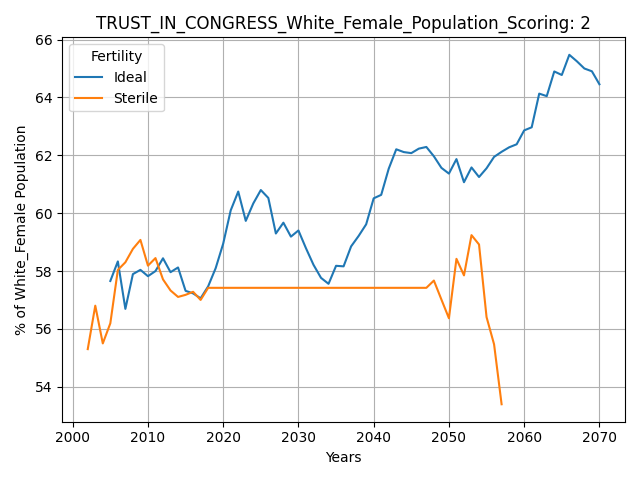 TRUST_IN_CONGRESS_White_Female_Population_Scoring: 2
Fertility
Ideal
Sterile
% of White_Female Population
66
64
62
60
58
56
54
2000 2010 2020 2030 2040 2050 2060 2070
Years